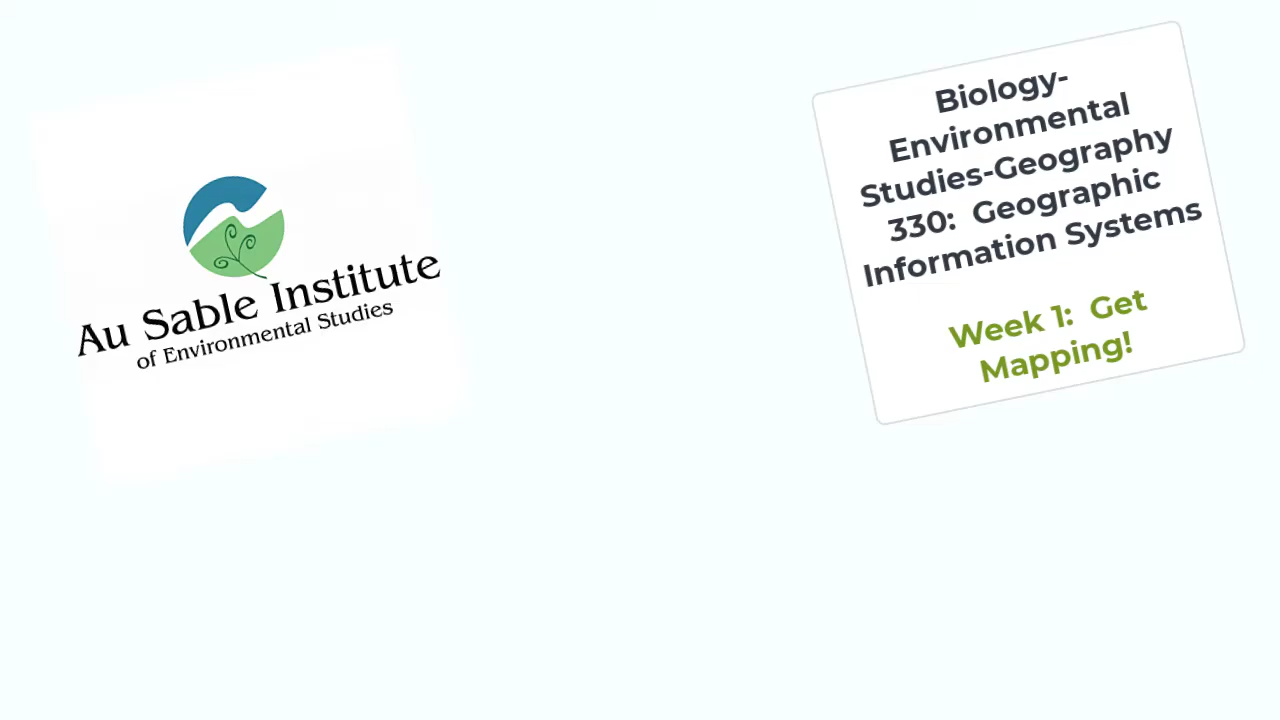 Au Sable Institute
of Environmental Studies
Biology-
Environmental
Studies-Geography
330:  Geographic
Information Systems
Week 1:  Get
Mapping!